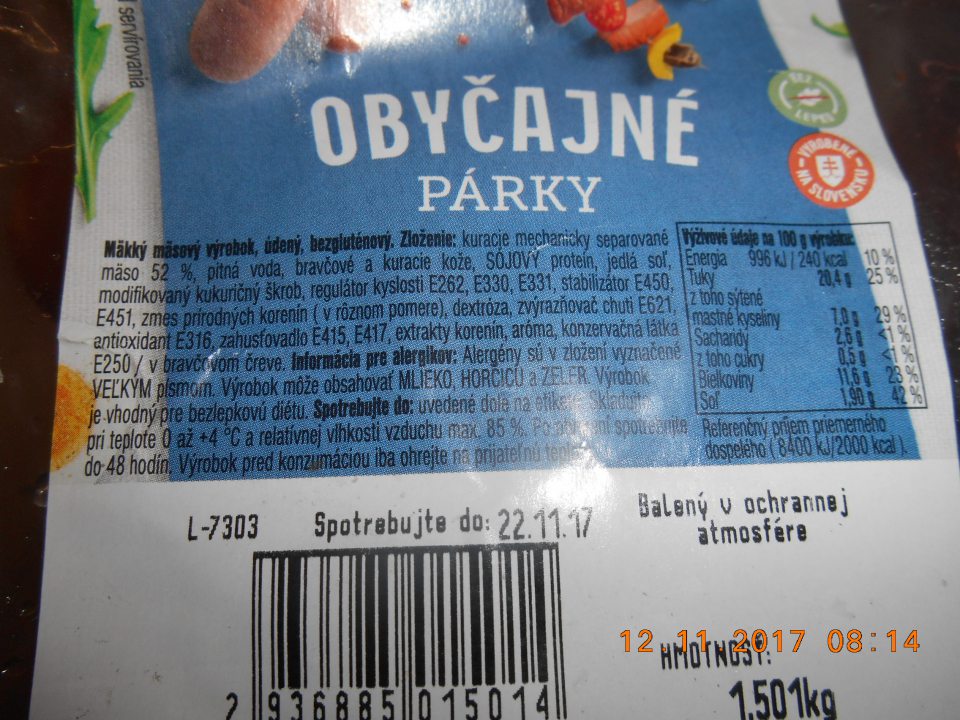 servírovania
OBYČAJNÉ
PÁRKY
BEZ
LEPKU
VYROBENÉ
NA SLOVENSKU
Mäkký mäsový výrobok, údený, bezgluténový. Zloženie: kuracie mechanicky separované
mäso 52 %, pitná voda, bravčové a kuracie kože, SÓJOVÝ proteín, jedlá soľ,
modifikovaný kukuričný škrob, regulátor kyslosti E262, E330, E331, stabilizátor E450,
E451, zmes prírodných korenín ( v rôznom pomere), dextróza, zvýrazňovač chuti E621,
antioxidant E316, zahusťovadlo E415, E417, extrakty korenín, aróma, konzervačná látka
E250 / v bravčovom čreve. Informácia pre alergikov: Alergény sú v zložení vyznačené
VEĽKÝM písmom. Výrobok môže obsahovať MLIEKO, HORČICU a ZELER. Výrobok
je vhodný pre bezlepkovú diétu. Spotrebujte do: uvedené dole na etikete. Skladujte
pri teplote 0 až +4 °C a relatívnej vlhkosti vzduchu max. 85 %. Po spotrebujte
do 48 hodín. Výrobok pred konzumáciou iba ohrejte na prijateľnú
Výživové údaje na 100 g výrobku:
Energia 996 kJ / 240 kcal 10 %
Tuky 20,4 g 25 %
z toho sýtené
mastné kyseliny 7,0 g 29 %
Sacharidy 2,6 g <1 %
z toho cukry 0,5 g <1 %
Bielkoviny 11,6 g 23 %
Soľ 1,90 g 42 %
Referenčný príjem priemerného
dospelého ( 8400 kJ/2000 kcal ).
L-7303
Spotrebujte do: 22.11.17
Balený v ochrannej
atmosfére
12.11.2017 08:14
HMOTNOSŤ:
1.501kg
2 936885 015014